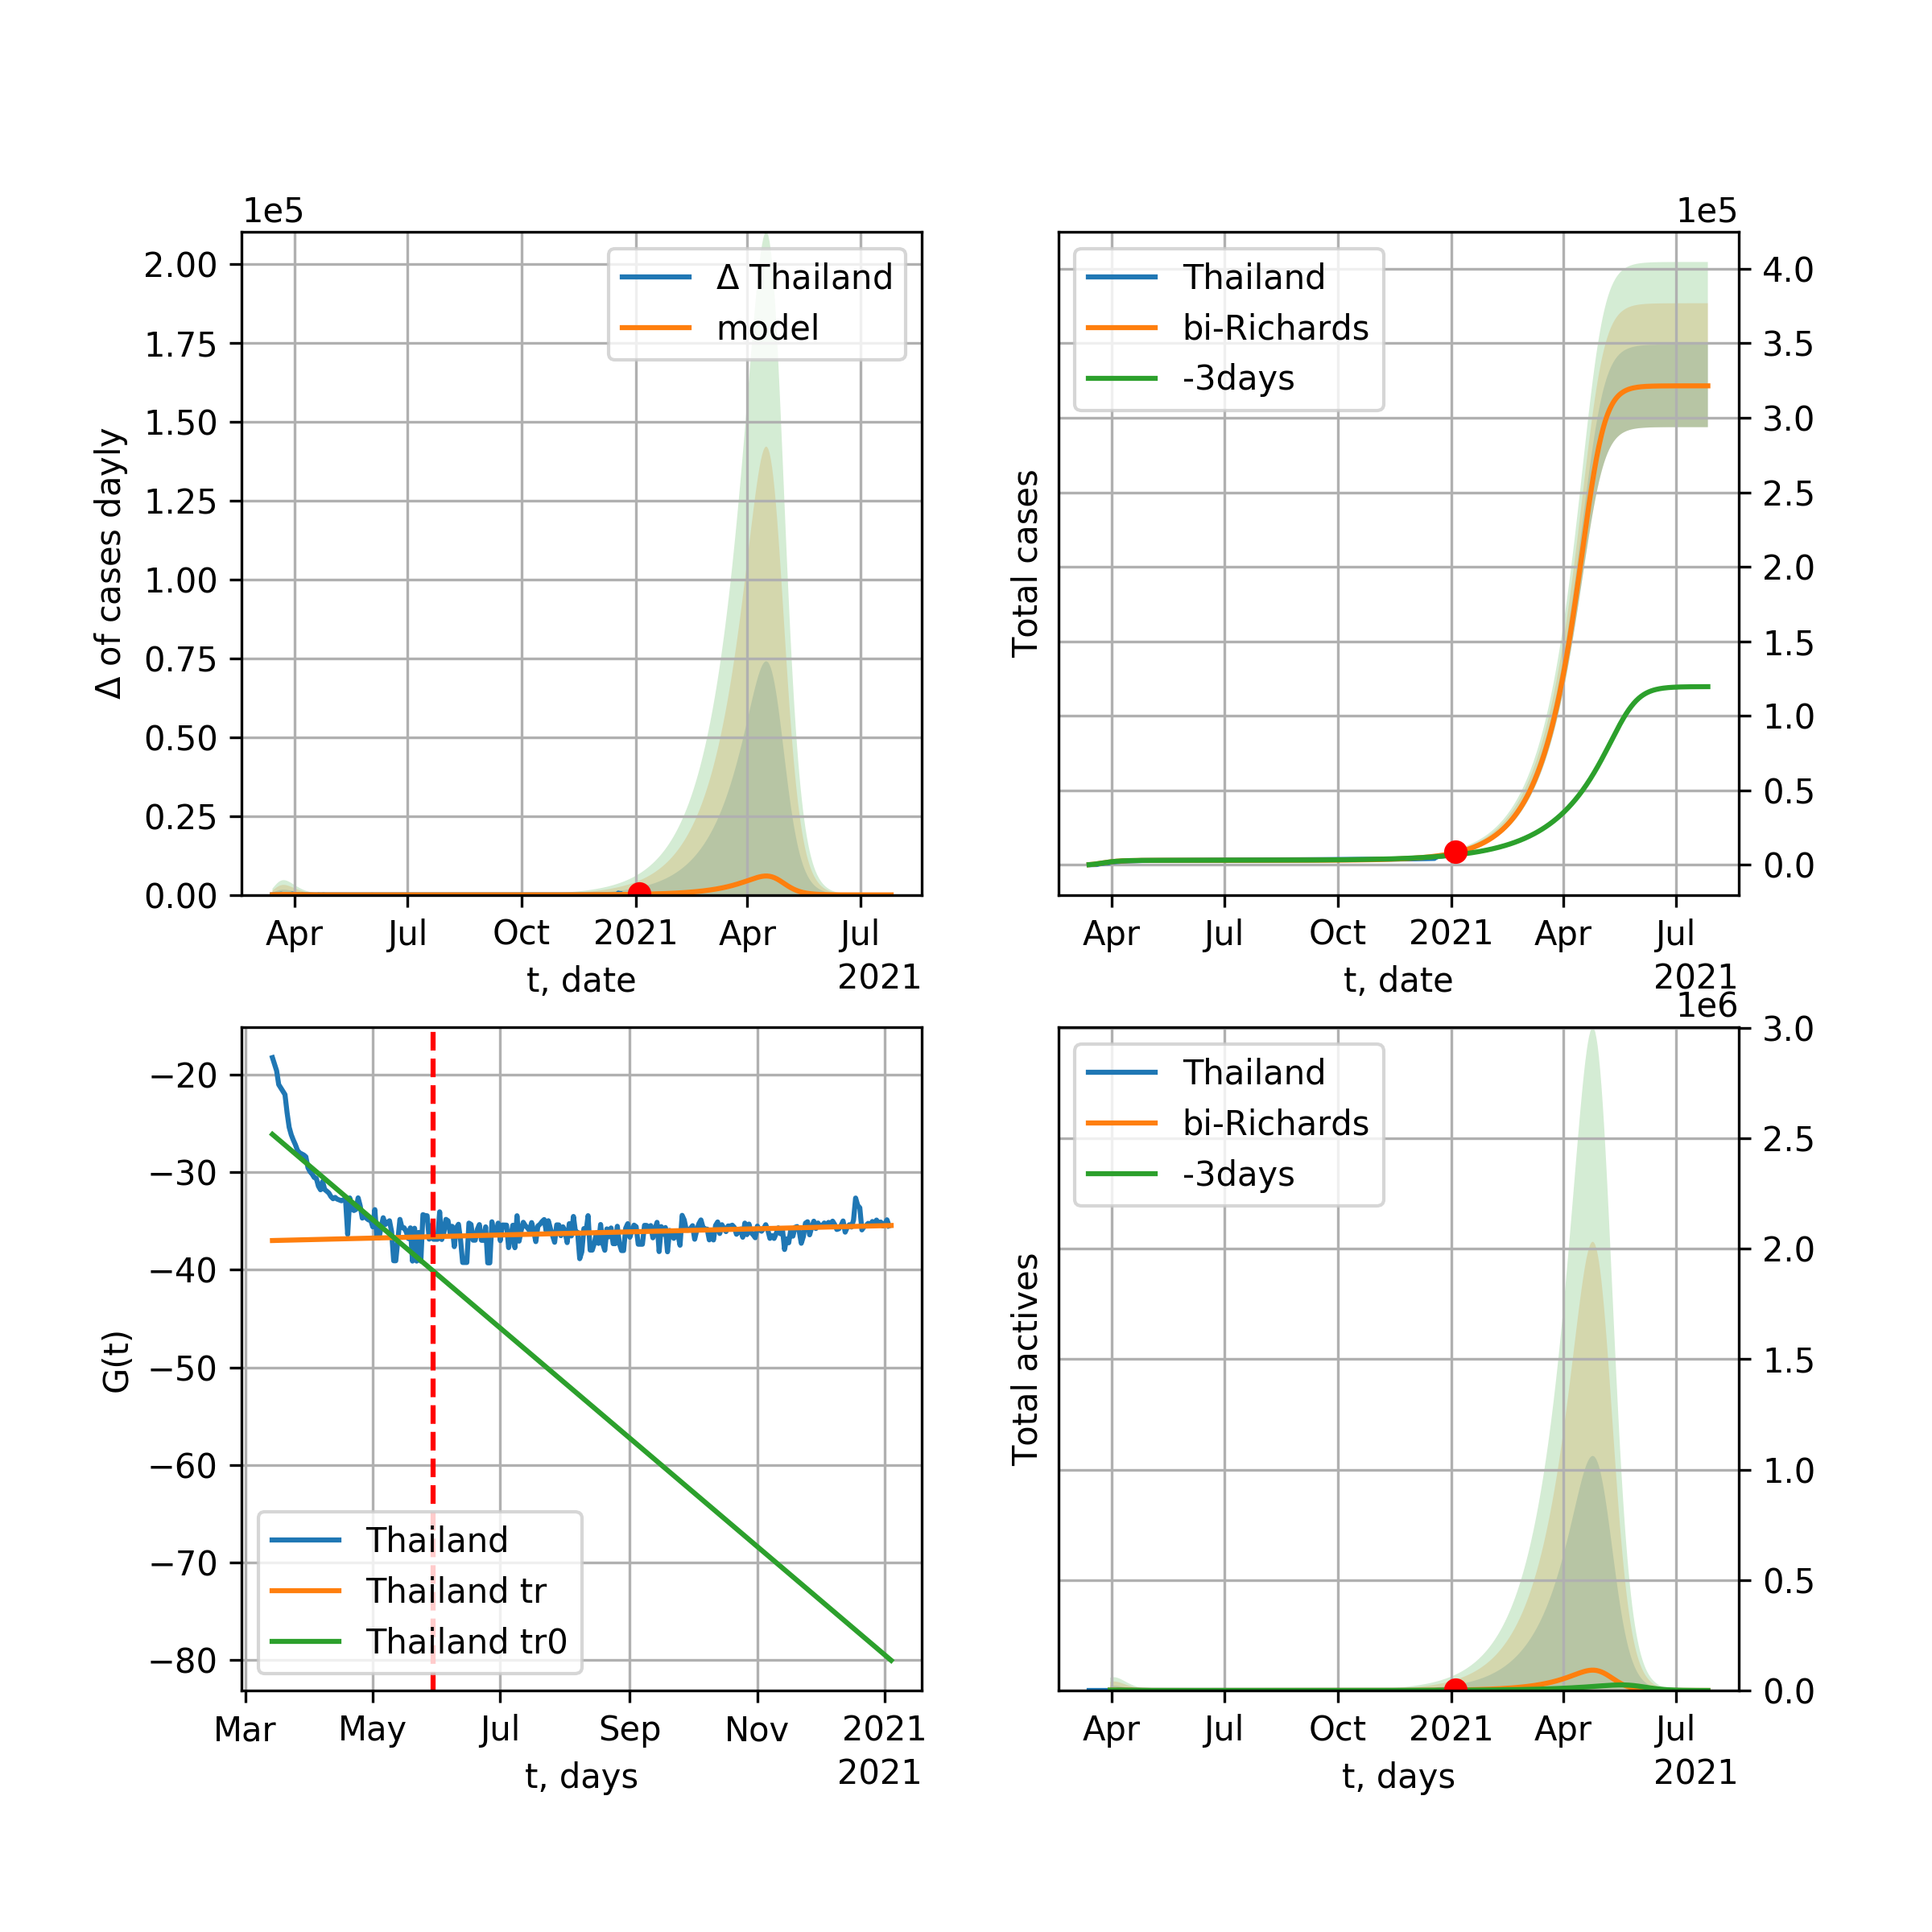 1e5
2.00
1.75
1.50
1.25
1.00
0.75
0.50
0.25
0.00
Δ of cases dayly
Δ Thailand
model
Apr Jul Oct 2021 Apr Jul
t, date
2021
1e5
Thailand
bi-Richards
-3days
Total cases
4.0
3.5
3.0
2.5
2.0
1.5
1.0
0.5
0.0
Apr Jul Oct 2021 Apr Jul
t, date
2021
−20
−30
−40
−50
−60
−70
−80
G(t)
Thailand
Thailand tr
Thailand tr0
Mar May Jul Sep Nov 2021
t, days
2021
1e6
Thailand
bi-Richards
-3days
Total actives
3.0
2.5
2.0
1.5
1.0
0.5
0.0
Apr Jul Oct 2021 Apr Jul
t, days
2021